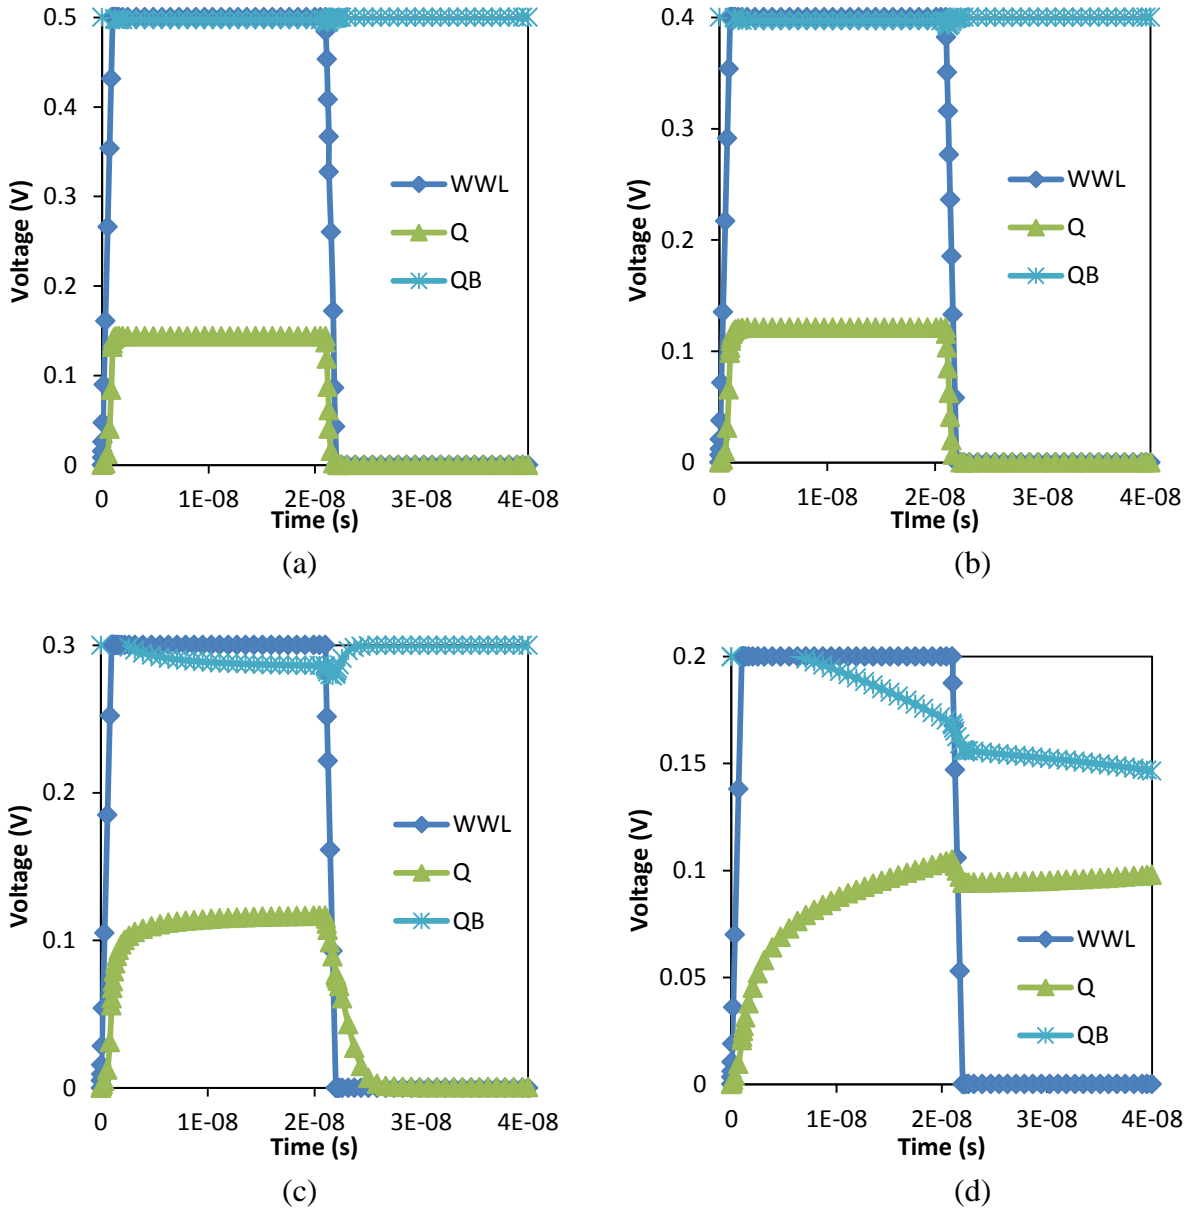 0.5
0.4
0.3
0.2
0.1
0
Voltage (V)
WWL
Q
QB
0 1E-08 2E-08 3E-08 4E-08
Time (s)
(a)
0.4
0.3
0.2
0.1
0
Voltage (V)
WWL
Q
QB
0 1E-08 2E-08 3E-08 4E-08
TIme (s)
(b)
0.3
0.2
0.1
0
Voltage (V)
WWL
Q
QB
0 1E-08 2E-08 3E-08 4E-08
Time (s)
(c)
0.2
0.15
0.1
0.05
0
Voltage (V)
WWL
Q
QB
0 1E-08 2E-08 3E-08 4E-08
Time (s)
(d)